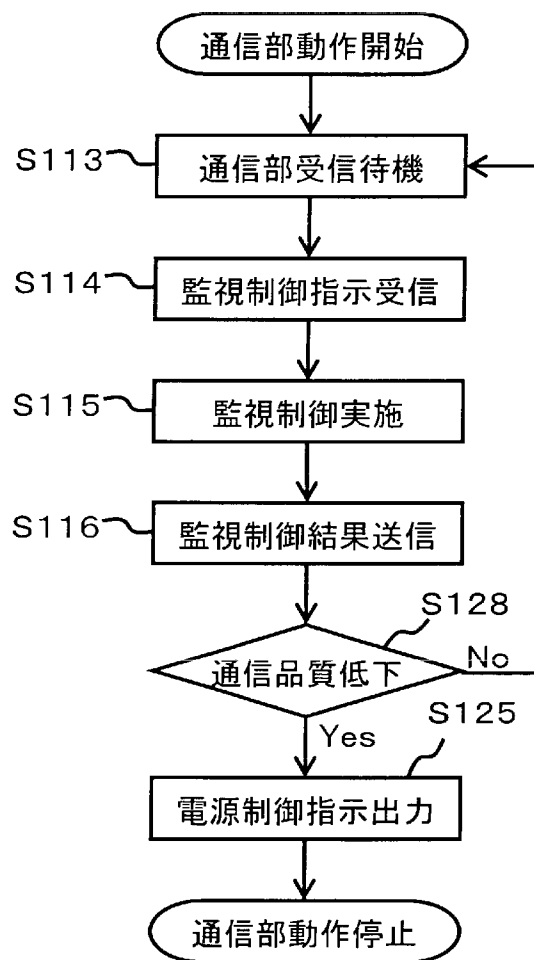 通信部動作開始
S113
通信部受信待機
S114
監視制御指示受信
S115
監視制御実施
S116
監視制御結果送信
S128
通信品質低下
No
Yes
S125
電源制御指示出力
通信部動作停止